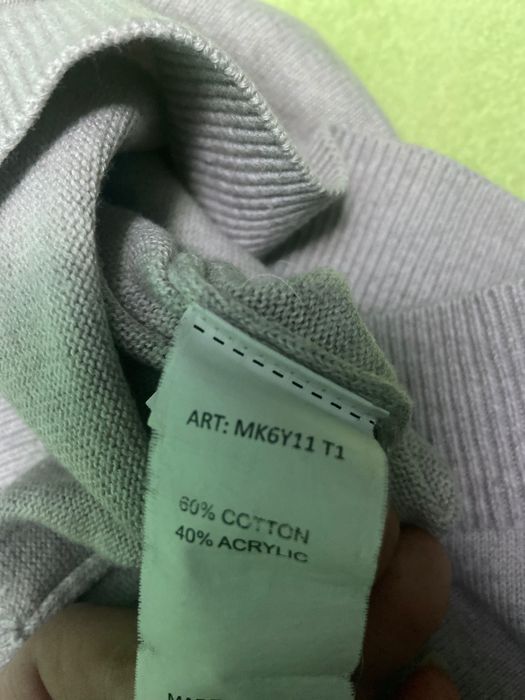 ART: MK6Y11 T1
60% COTTON
40% ACRYLIC